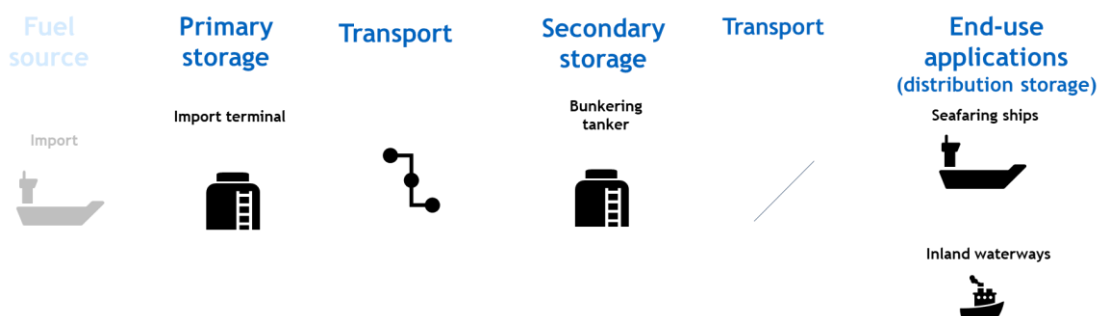 Fuel
source
Primary
storage
Transport
Secondary
storage
Transport
End-use
applications
(distribution storage)
Import
Import terminal
Bunkering
tanker
Seafaring ships
Inland waterways